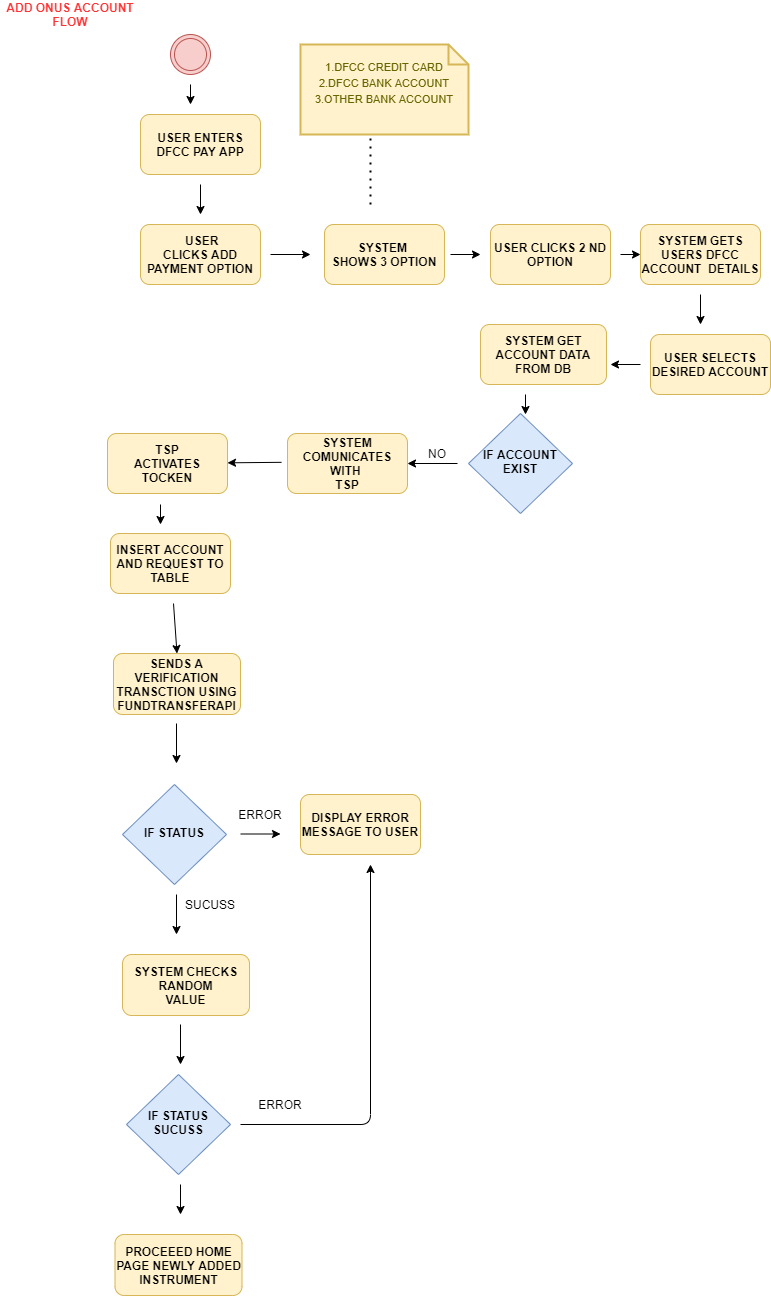 ADD ONUS ACCOUNT
FLOW
1.DFCC CREDIT CARD
2.DFCC BANK ACCOUNT
3.OTHER BANK ACCOUNT
USER ENTERS
DFCC PAY APP
USER
CLICKS ADD
PAYMENT OPTION
SYSTEM
SHOWS 3 OPTION
USER CLICKS 2 ND
OPTION
SYSTEM GETS
USERS DFCC
ACCOUNT DETAILS
USER SELECTS
DESIRED ACCOUNT
SYSTEM GET
ACCOUNT DATA
FROM DB
IF ACCOUNT
EXIST
NO
SYSTEM
COMUNICATES
WITH
TSP
TSP
ACTIVATES
TOCKEN
INSERT ACCOUNT
AND REQUEST TO
TABLE
SENDS A
VERIFICATION
TRANSCTION USING
FUNDTRANSFERAPI
IF STATUS
ERROR
DISPLAY ERROR
MESSAGE TO USER
SUCUSS
SYSTEM CHECKS
RANDOM
VALUE
IF STATUS
SUCUSS
ERROR
PROCEEED HOME
PAGE NEWLY ADDED
INSTRUMENT